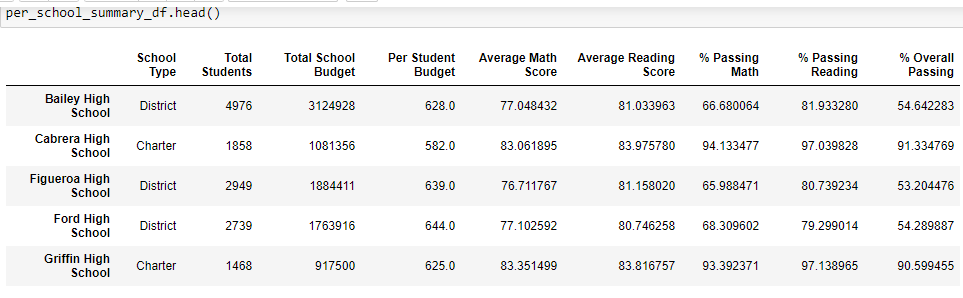 per_school_summary_df.head()
School Type Total Students Total School Budget Per Student Budget Average Math Score Average Reading Score % Passing Math % Passing Reading % Overall Passing
Bailey High School District 4976 3124928 628.0 77.048432 81.033963 66.680064 81.933280 54.642283
Cabrera High School Charter 1858 1081356 582.0 83.061895 83.975780 94.133477 97.039828 91.334769
Figueroa High School District 2949 1884411 639.0 76.711767 81.158020 65.988471 80.739234 53.204476
Ford High School District 2739 1763916 644.0 77.102592 80.746258 68.309602 79.299014 54.289887
Griffin High School Charter 1468 917500 625.0 83.351499 83.816757 93.392371 97.138965 90.599455